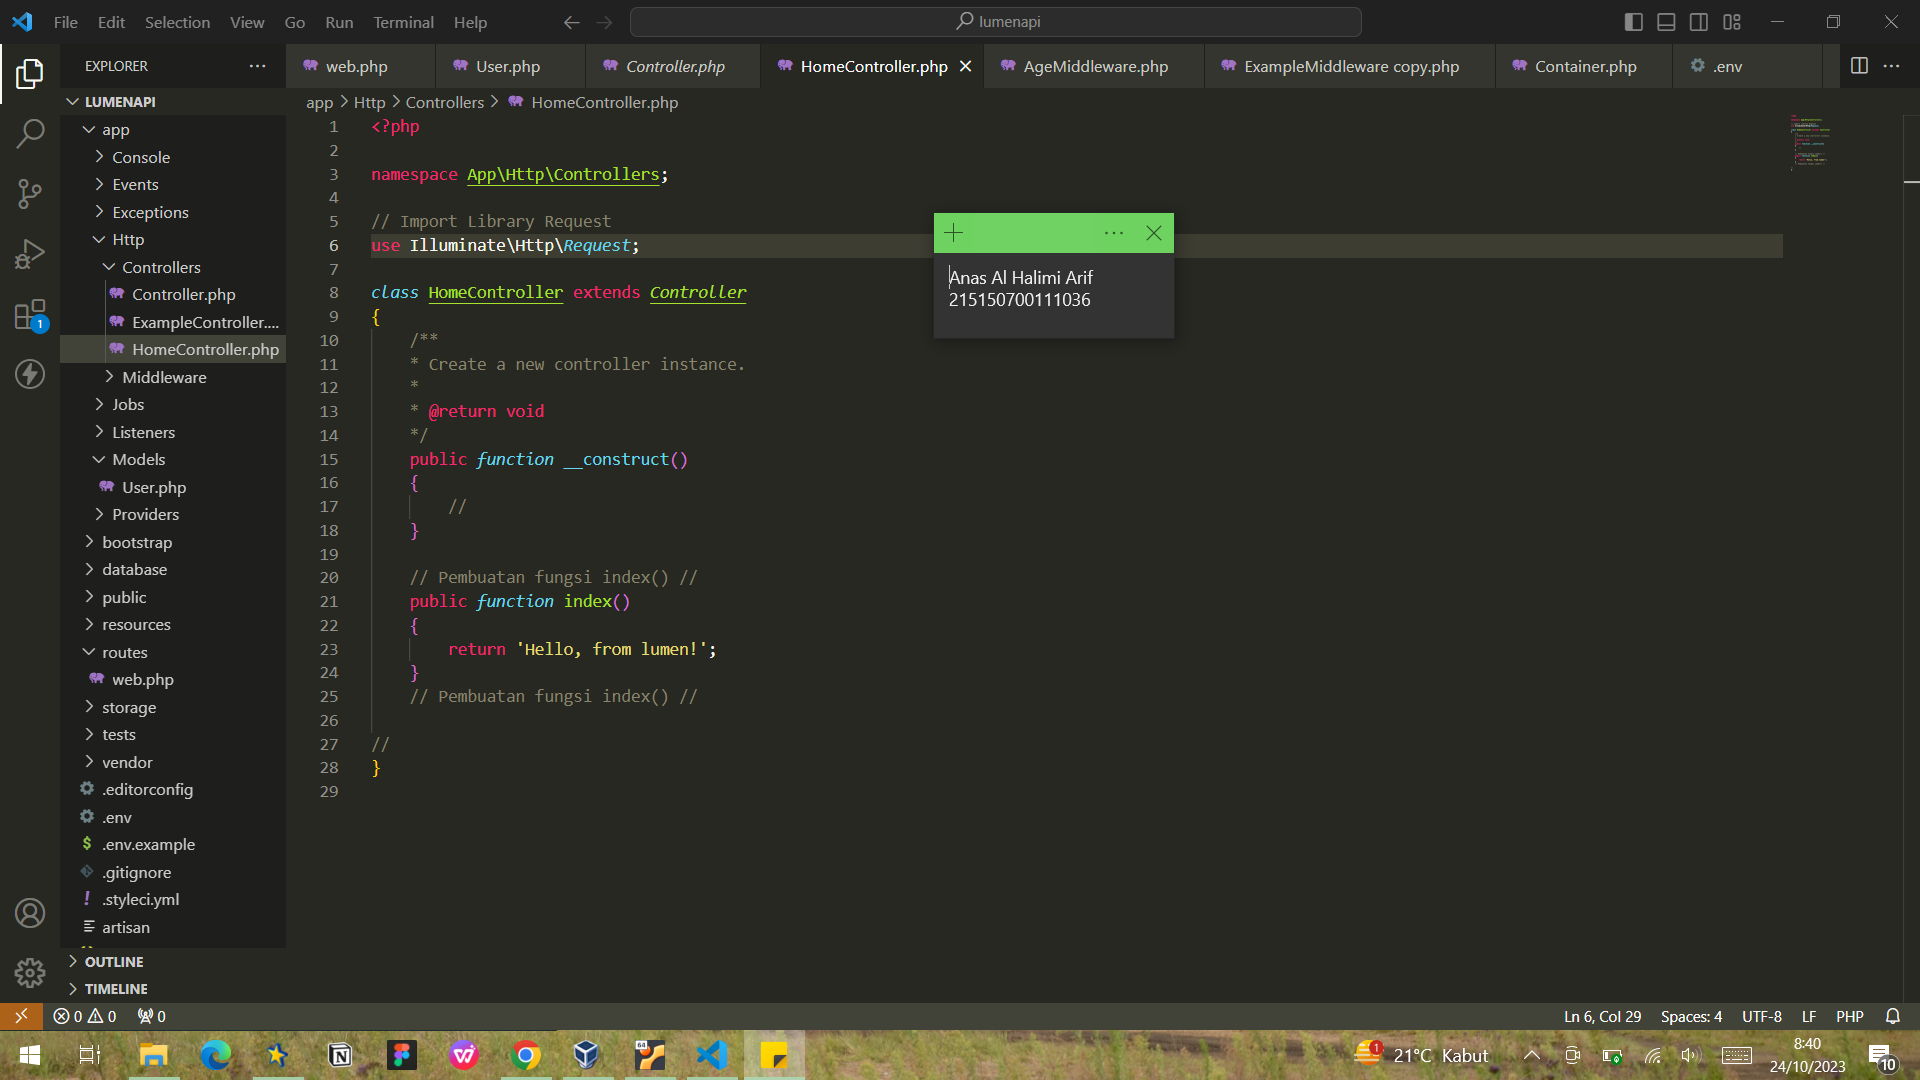 File Edit Selection View Go Run Terminal Help
lumenapi
EXPLORER
web.php
User.php
Controller.php
HomeController.php
AgeMiddleware.php
ExampleMiddleware copy.php
Container.php
.env
LUMENAPI
app
Console
Events
Exceptions
Http
Controllers
Controller.php
ExampleController....
HomeController.php
Middleware
Jobs
Listeners
Models
User.php
Providers
bootstrap
database
public
resources
routes
web.php
storage
tests
vendor
.editorconfig
.env
.env.example
.gitignore
.styleci.yml
artisan
OUTLINE
TIMELINE
1
app > Http > Controllers > HomeController.php
1 <?php
2
3 namespace App\Http\Controllers;
4
5 // Import Library Request
6 use Illuminate\Http\Request;
7
8 class HomeController extends Controller
9 {
10 /**
11 * Create a new controller instance.
12 *
13 * @return void
14 */
15 public function __construct()
16 {
17 //
18 }
19
20 // Pembuatan fungsi index() //
21 public function index()
22 {
23 return 'Hello, from lumen!';
24 }
25 // Pembuatan fungsi index() //
26
27 //
28 }
29
Anas Al Halimi Arif
215150700111036
0 0 0
Ln 6, Col 29 Spaces: 4 UTF-8 LF PHP
64
1
21°C Kabut
8:40
24/10/2023
10